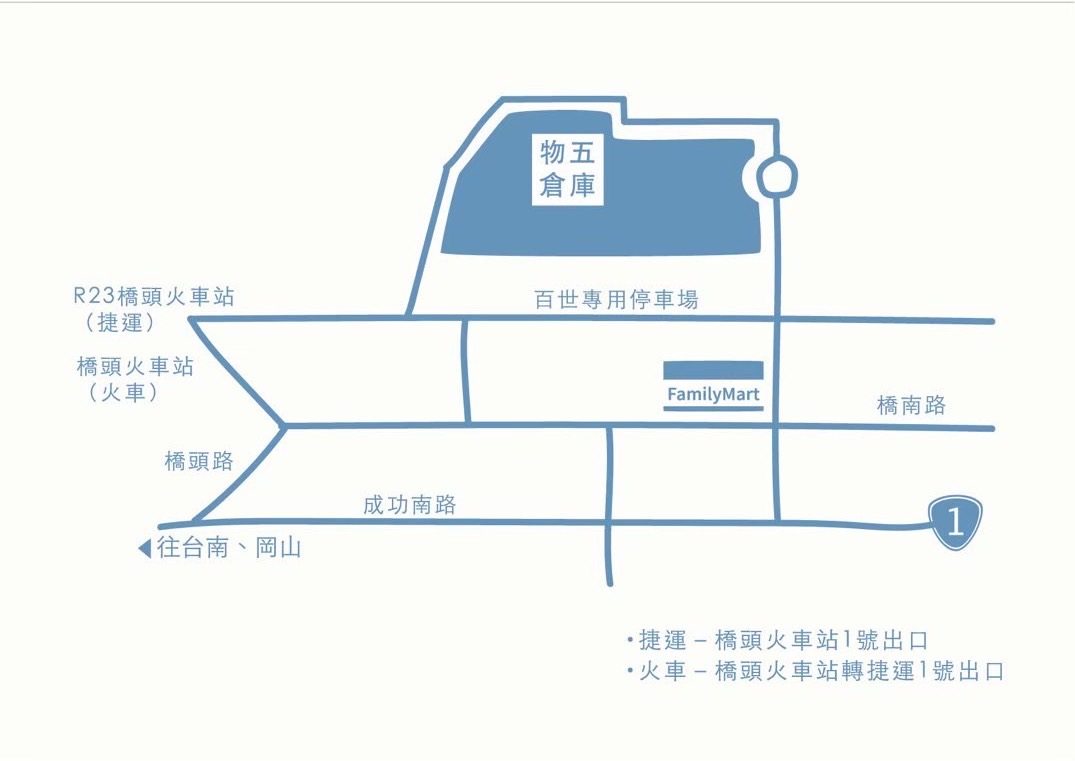 物五
倉庫
R23橋頭火車站
（捷運）
百世專用停車場
橋頭火車站
（火車）
FamilyMart
橋南路
橋頭路
成功南路
1
◀往台南、岡山
•捷運 – 橋頭火車站1號出口
•火車 – 橋頭火車站轉捷運1號出口